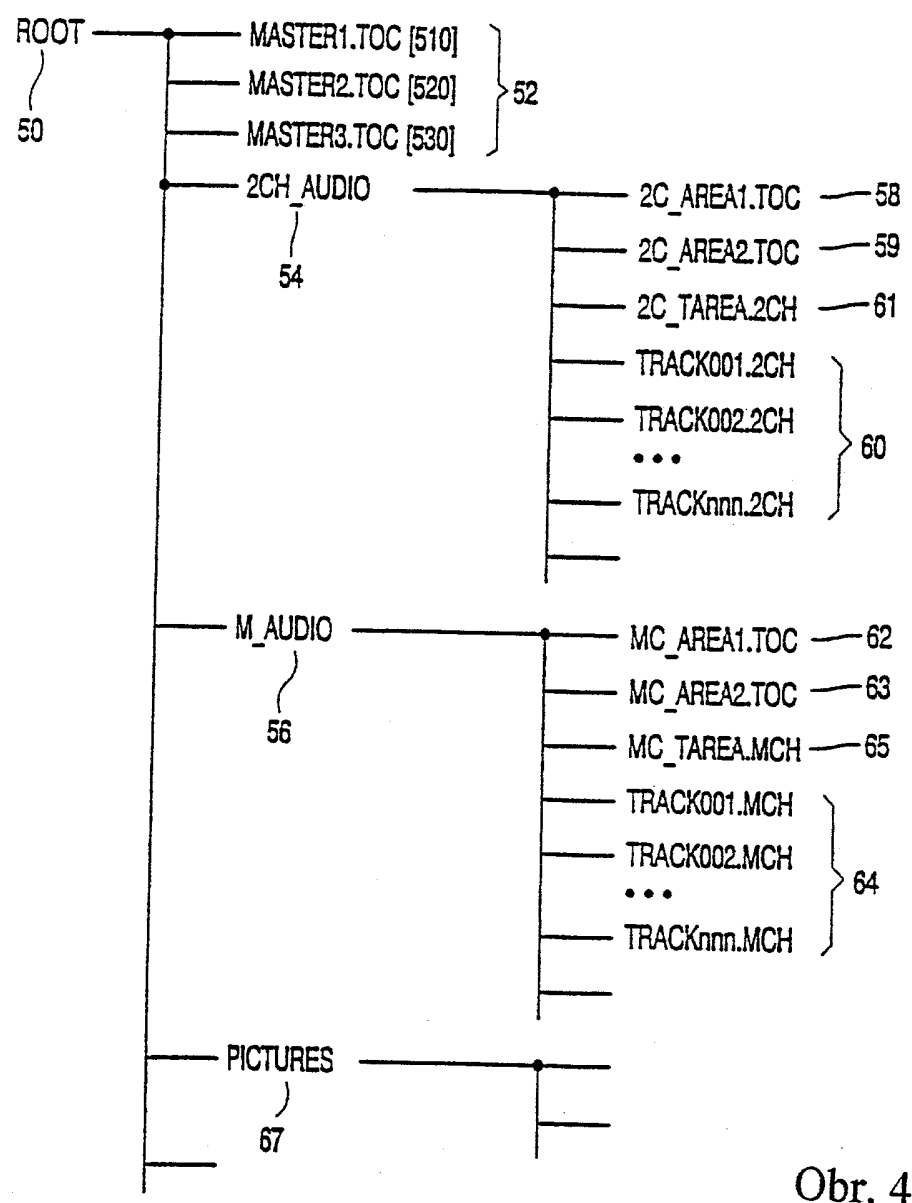 ROOT
50
MASTER1.TOC [510]
MASTER2.TOC [520]
MASTER3.TOC [530]
52
2CH_AUDIO
54
2C_AREA1.TOC
58
2C_AREA2.TOC
59
2C_TAREA.2CH
61
TRACK001.2CH
TRACK002.2CH
•••
TRACKnnn.2CH
60
M_AUDIO
56
MC_AREA1.TOC
62
MC_AREA2.TOC
63
MC_TAREA.MCH
65
TRACK001.MCH
TRACK002.MCH
•••
TRACKnnn.MCH
64
PICTURES
67
Obr. 4